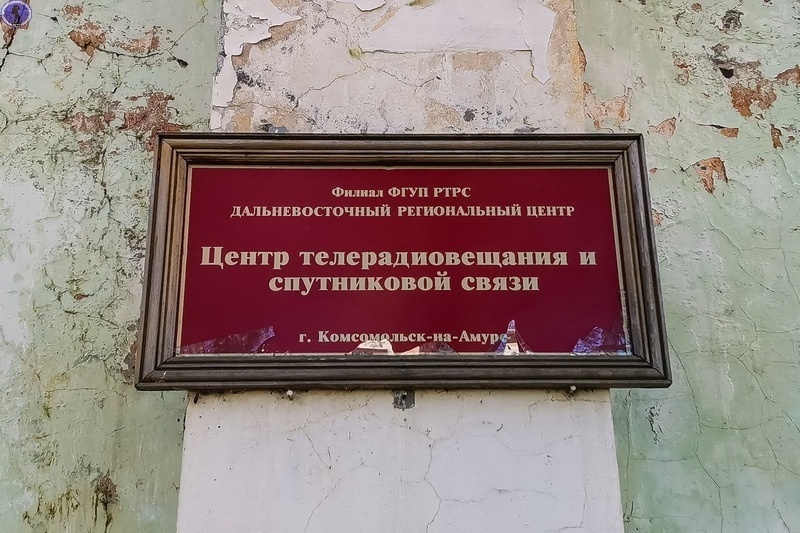 Филиал ФГУП РТРС
ДАЛЬНЕВОСТОЧНЫЙ РЕГИОНАЛЬНЫЙ ЦЕНТР
Центр телерадиовещания и
спутниковой связи
г. Комсомольск-на-Амуре